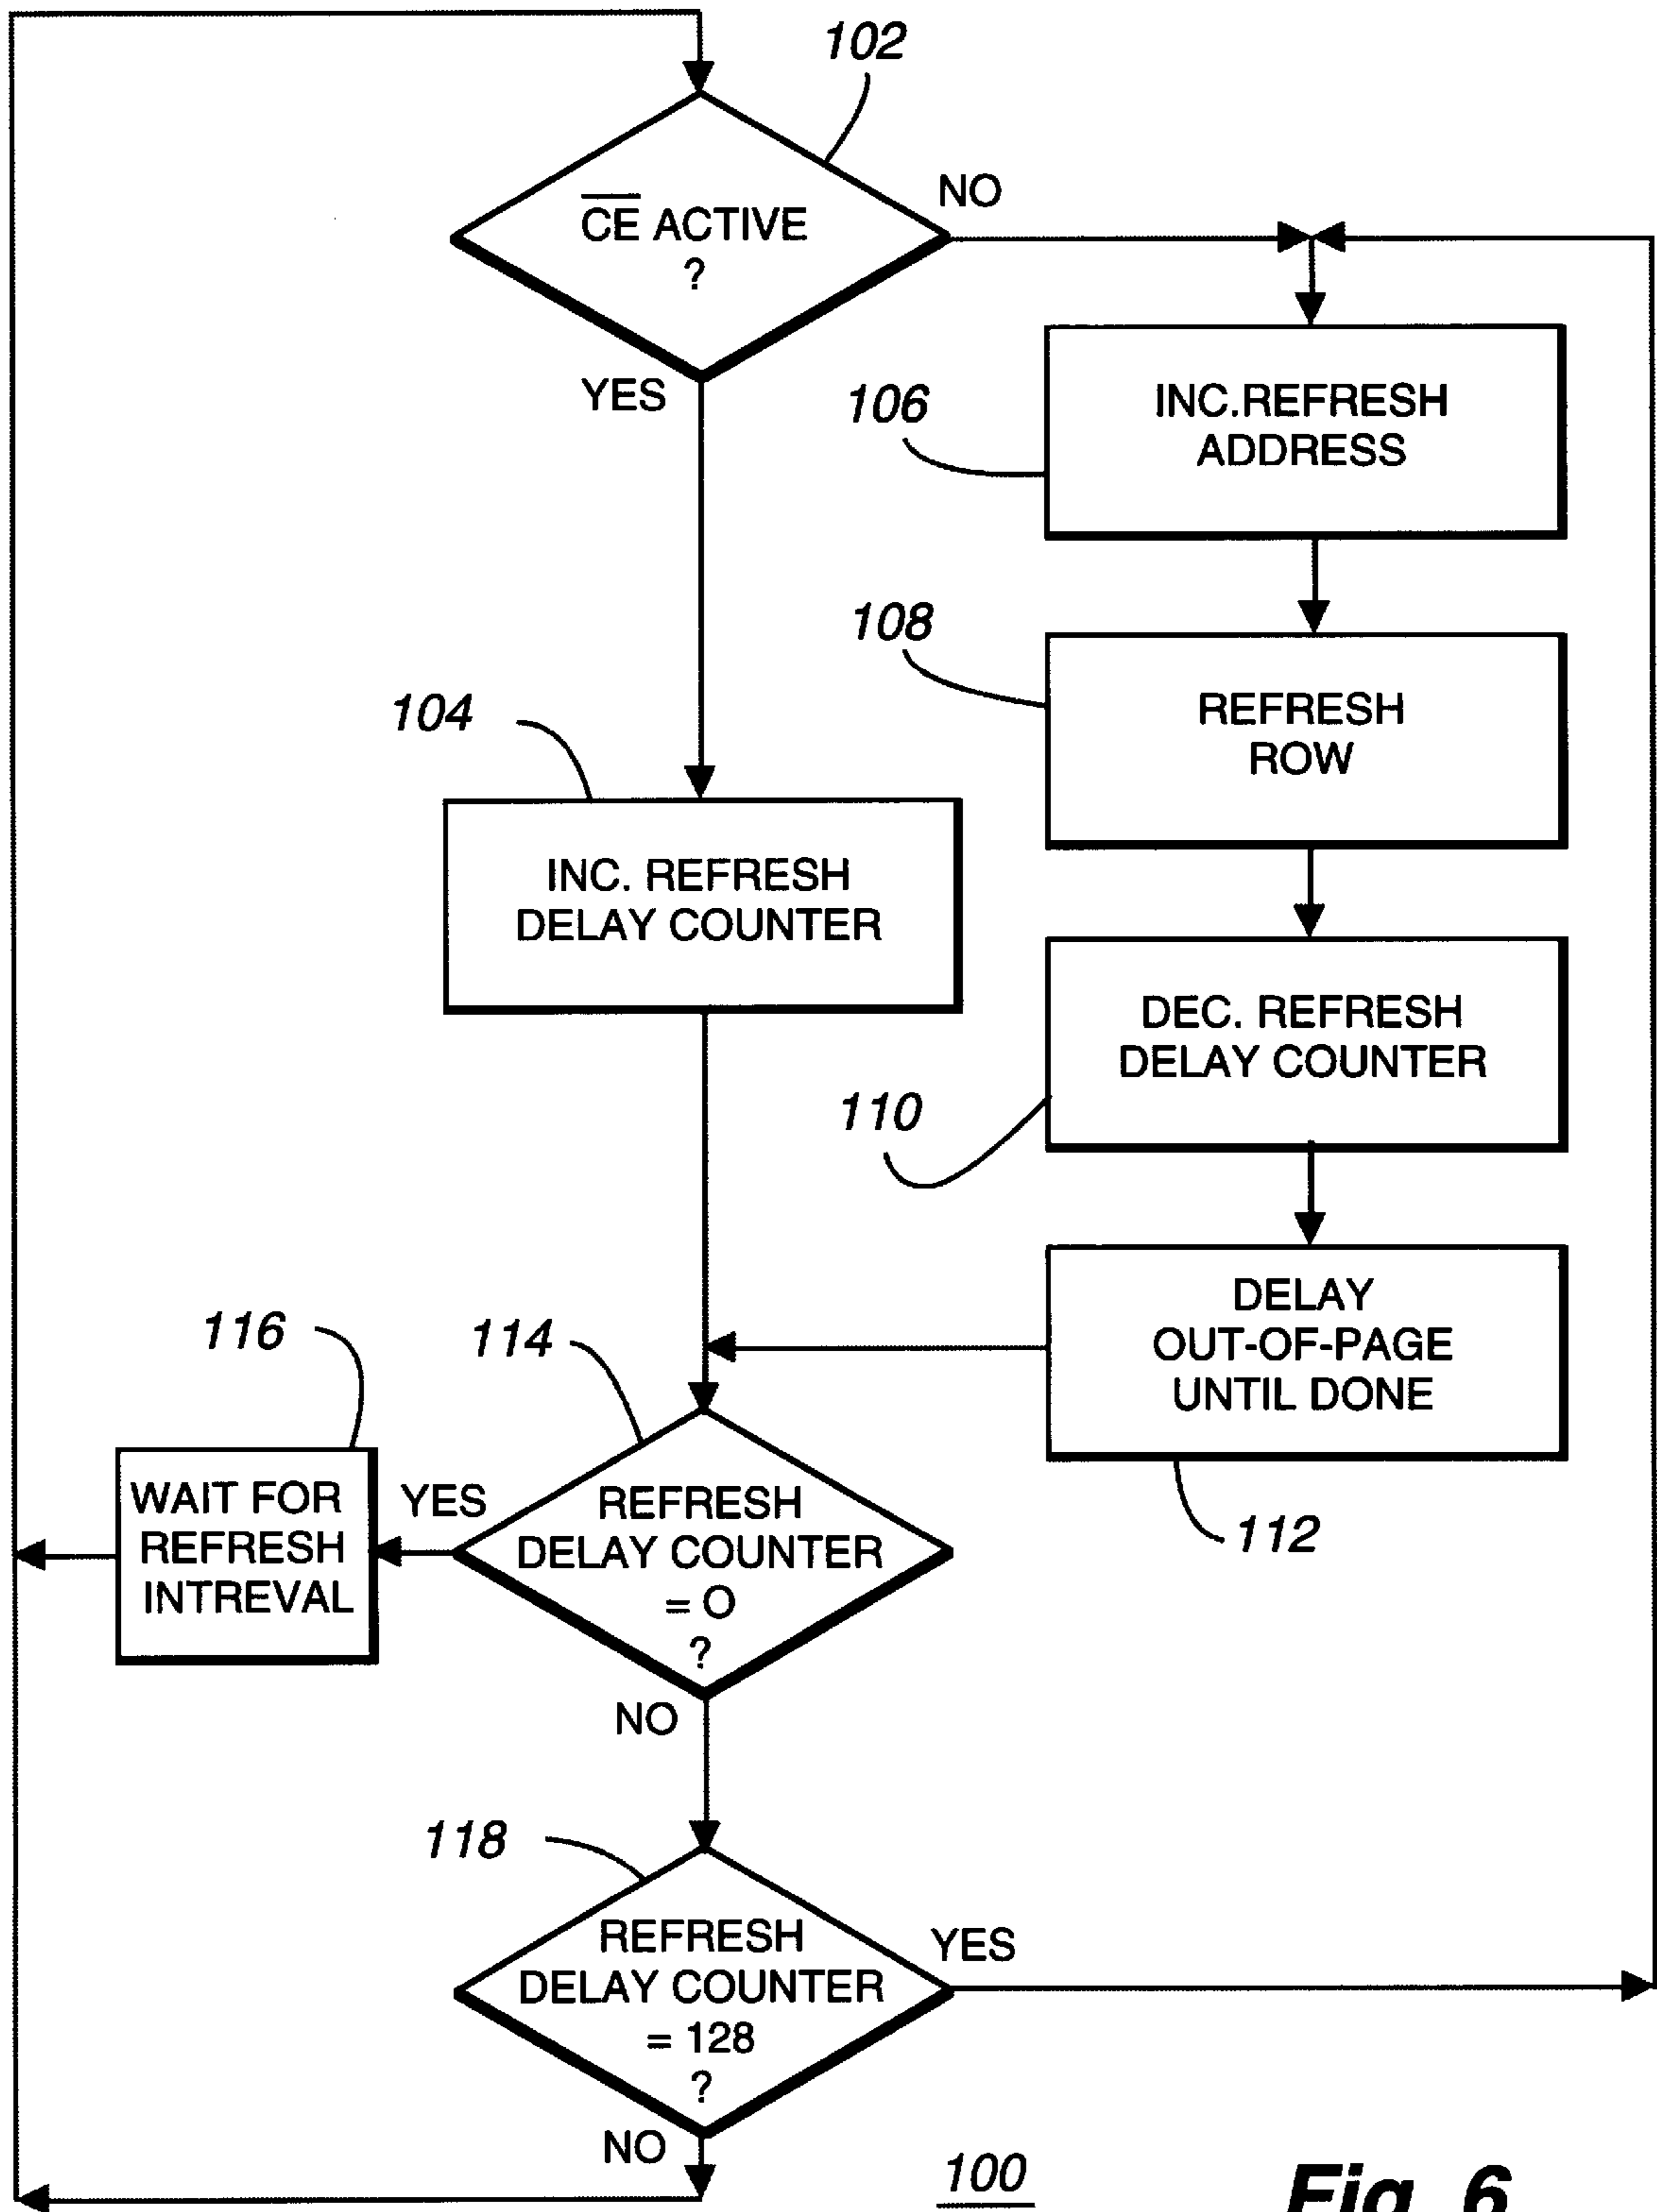 102
CE ACTIVE
?
NO
YES
106
INC.REFRESH
ADDRESS
108
REFRESH
ROW
104
INC. REFRESH
DELAY COUNTER
DEC. REFRESH
DELAY COUNTER
110
DELAY
OUT-OF-PAGE
UNTIL DONE
112
116
114
WAIT FOR
REFRESH
INTREVAL
YES
REFRESH
DELAY COUNTER
= O
?
NO
118
REFRESH
DELAY COUNTER
= 128
?
YES
NO
100
Fig. 6